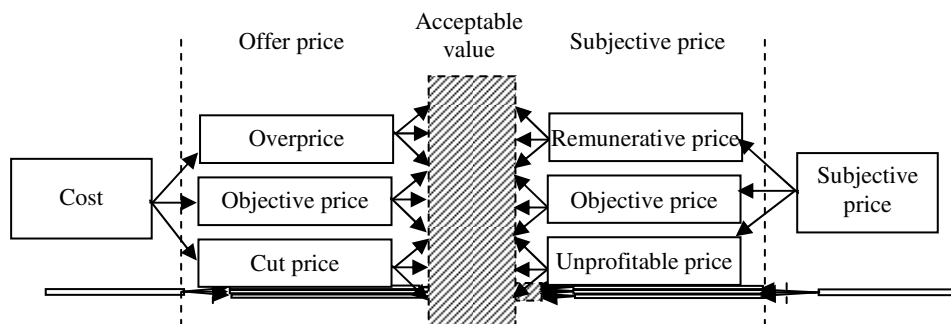 Offer price
Acceptable
value
Subjective price
Overprice
Remunerative price
Cost
Objective price
Objective price
Subjective
price
Cut price
Unprofitable price